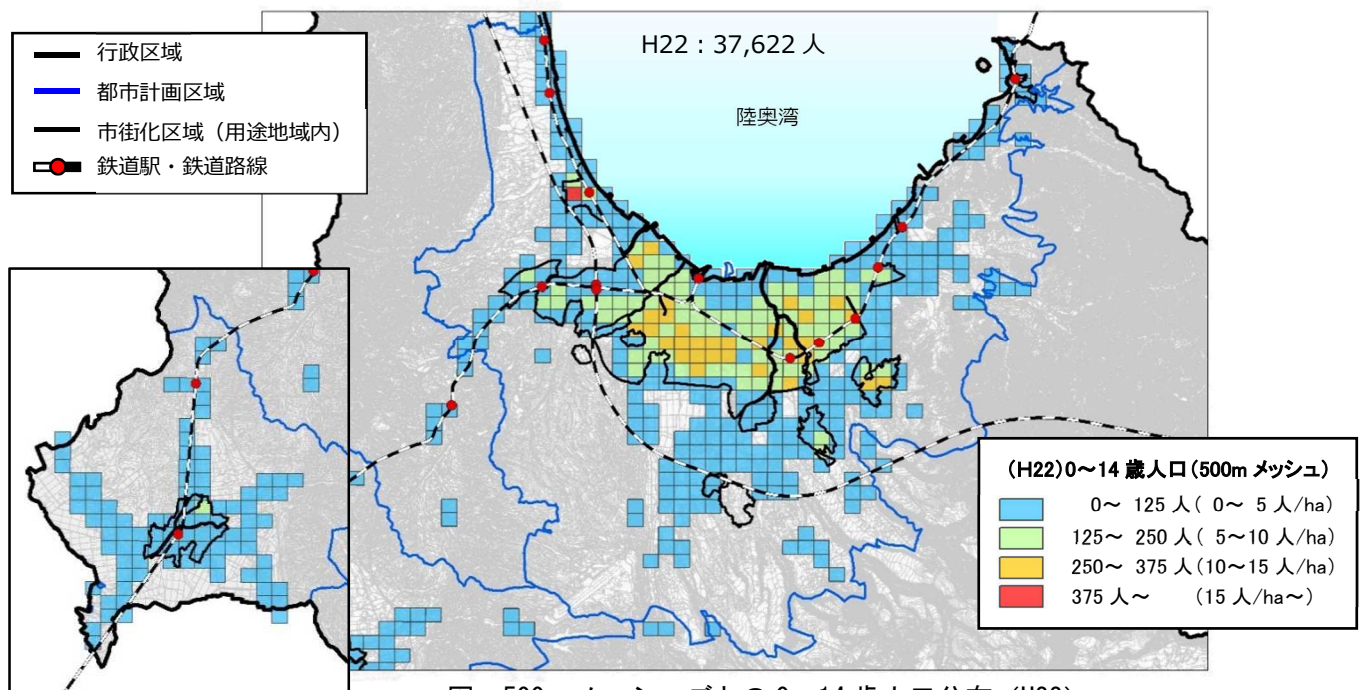 行政区域
都市計画区域
市街化区域（用途地域内）
鉄道駅・鉄道路線
H22：37,622 人
陸奥湾
(H22)0～14 歳人口(500m メッシュ)
0～ 125 人( 0～ 5 人/ha)
125～ 250 人( 5～10 人/ha)
250～ 375 人(10～15 人/ha)
375 人～ (15 人/ha～)